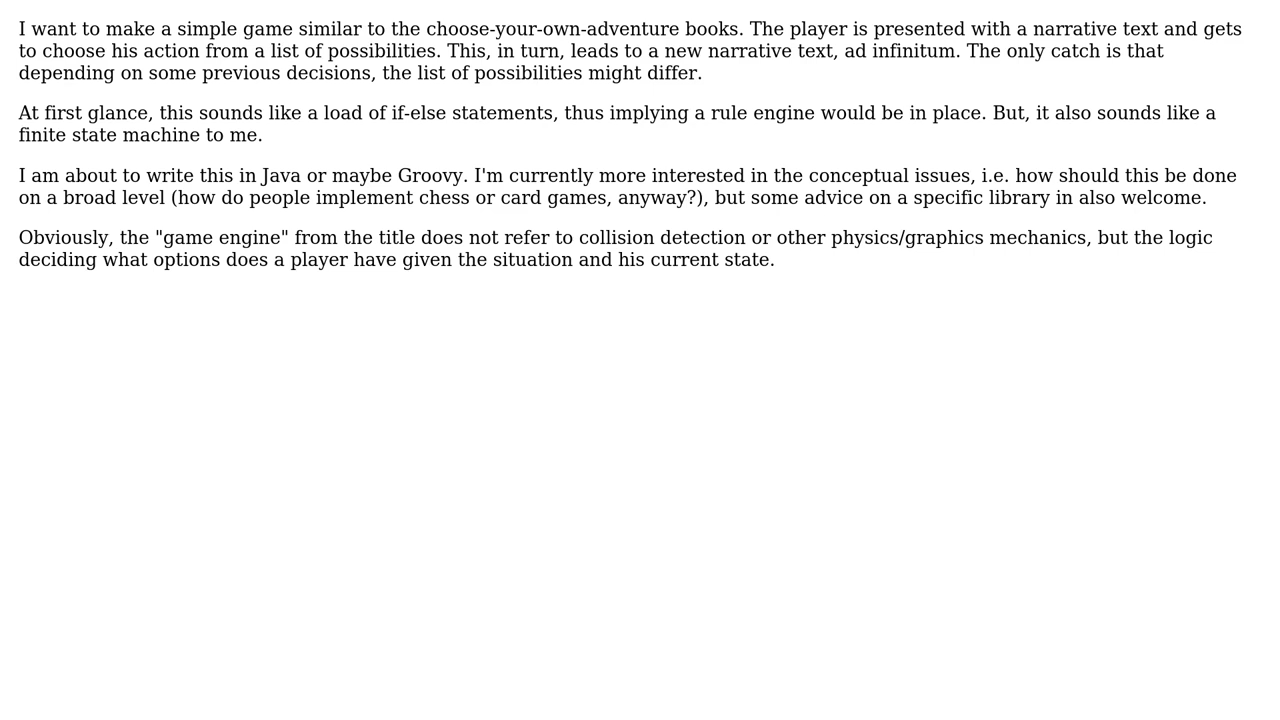 I want to make a simple game similar to the choose-your-own-adventure books. The player is presented with a narrative text and gets
to choose his action from a list of possibilities. This, in turn, leads to a new narrative text, ad infinitum. The only catch is that
depending on some previous decisions, the list of possibilities might differ.
At first glance, this sounds like a load of if-else statements, thus implying a rule engine would be in place. But, it also sounds like a
finite state machine to me.
I am about to write this in Java or maybe Groovy. I'm currently more interested in the conceptual issues, i.e. how should this be done
on a broad level (how do people implement chess or card games, anyway?), but some advice on a specific library in also welcome.
Obviously, the "game engine" from the title does not refer to collision detection or other physics/graphics mechanics, but the logic
deciding what options does a player have given the situation and his current state.